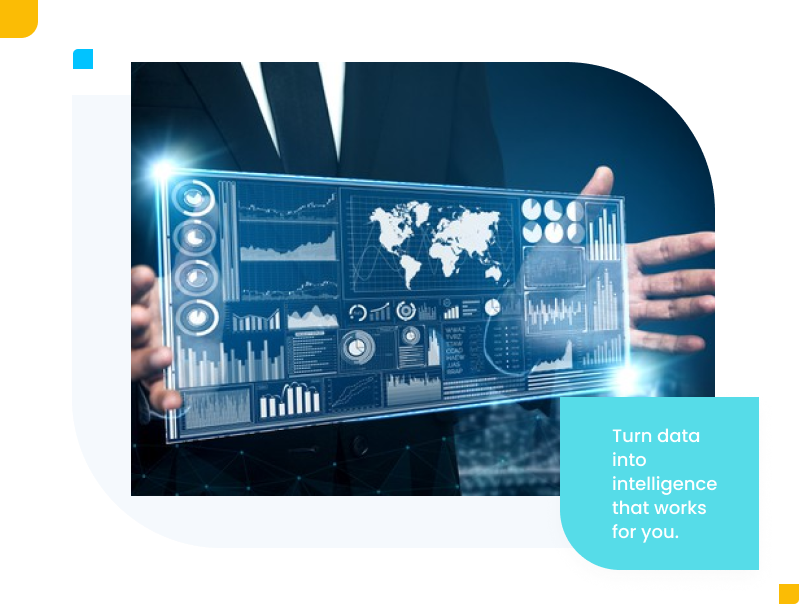 Turn data
into
intelligence
that works
for you.